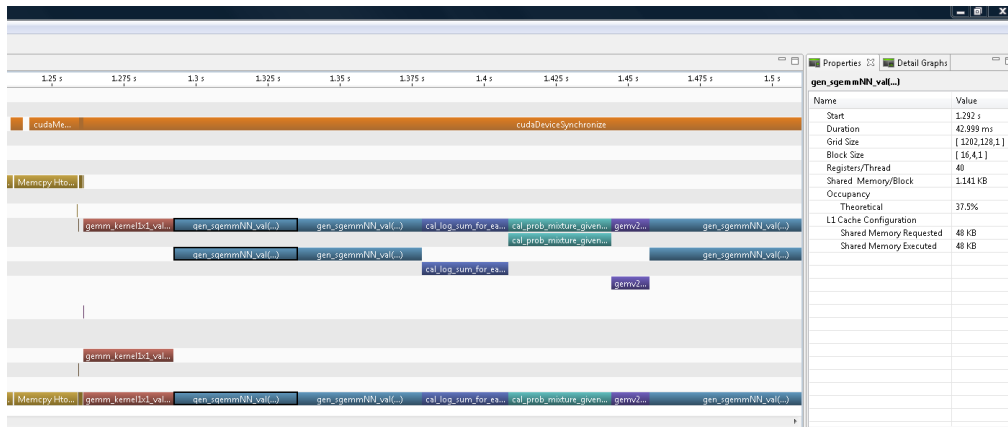 Properties Detail Graphs
1.25 s 1.275 s 1.3 s 1.325 s 1.35 s 1.375 s 1.4 s 1.425 s 1.45 s 1.475 s 1.5 s
gen_sgemmNN_val(...)
Name Value
Start 1.292 s
Duration 42.999 ms
Grid Size [ 1202,128,1 ]
Block Size [ 16,4,1 ]
Registers/Thread 40
Shared Memory/Block 1.141 KB
Occupancy
Theoretical 37.5%
L1 Cache Configuration
Shared Memory Requested 48 KB
Shared Memory Executed 48 KB
cudaMe... cudaDeviceSynchronize
Memcpy Hto...
gemm_kernel1x1_val... gen_sgemmNN_val(...) gen_sgemmNN_val(...) cal_log_sum_for_ea... cal_prob_mixture_given... gemv2... gen_sgemmNN_val(...)
cal_prob_mixture_given...
gen_sgemmNN_val(...) gen_sgemmNN_val(...) gen_sgemmNN_val(...)
cal_log_sum_for_ea...
gemv2...
gemm_kernel1x1_val...
Memcpy Hto... gemm_kernel1x1_val... gen_sgemmNN_val(...) gen_sgemmNN_val(...) cal_log_sum_for_ea... cal_prob_mixture_given... gemv2... gen_sgemmNN_val(...)